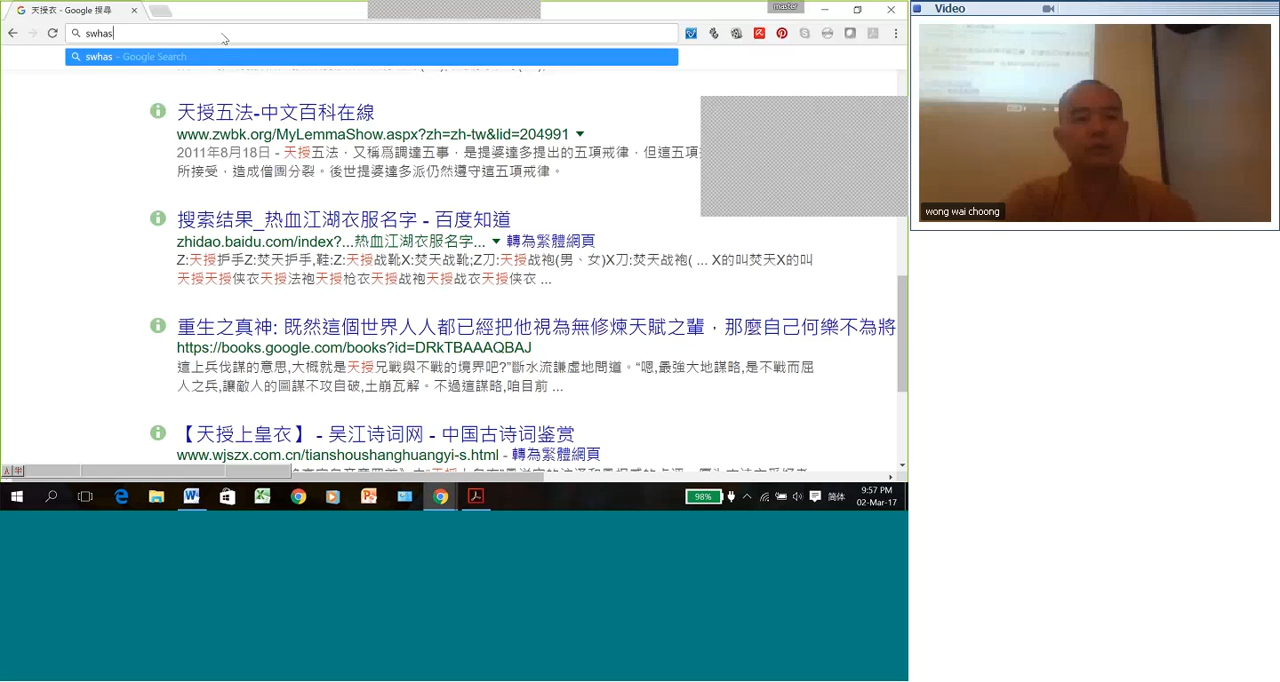 天授衣 - Google 搜尋
master
swhas
swhas - Google Search
天授五法-中文百科在線
www.zwbk.org/MyLemmaShow.aspx?zh=zh-tw&lid=204991
2011年8月18日 - 天授五法，又稱爲調達五事，是提婆達多提出的五項戒律，但這五項
所接受，造成僧團分裂。後世提婆達多派仍然遵守這五項戒律。
搜索结果_热血江湖衣服名字 - 百度知道
zhidao.baidu.com/index?...热血江湖衣服名字... 轉為繁體網頁
Z:天授护手Z:焚天护手,鞋:Z:天授战靴X:焚天战靴;Z刀:天授战袍(男、女)X刀:焚天战袍( ... X的叫焚天X的叫
天授天授侠衣天授法袍天授枪衣天授战袍天授战衣天授侠衣 ...
重生之真神: 既然這個世界人人都已經把他視為無修煉天賦之輩，那麼自己何樂不為將
https://books.google.com/books?id=DRkTBAAAQBAJ
這上兵伐謀的意思,大概就是天授兄戰與不戰的境界吧?”斷水流謙虛地問道。“嗯,最強大地謀略,是不戰而屈
人之兵,讓敵人的圖謀不攻自破,土崩瓦解。不過這謀略,咱目前 ...
【天授上皇衣】 - 吴江诗词网 - 中国古诗词鉴赏
www.wjszx.com.cn/tianshoushanghuangyi-s.html - 轉為繁體網頁
98%
简体
9:57 PM
02-Mar-17
Video
wong wai choong